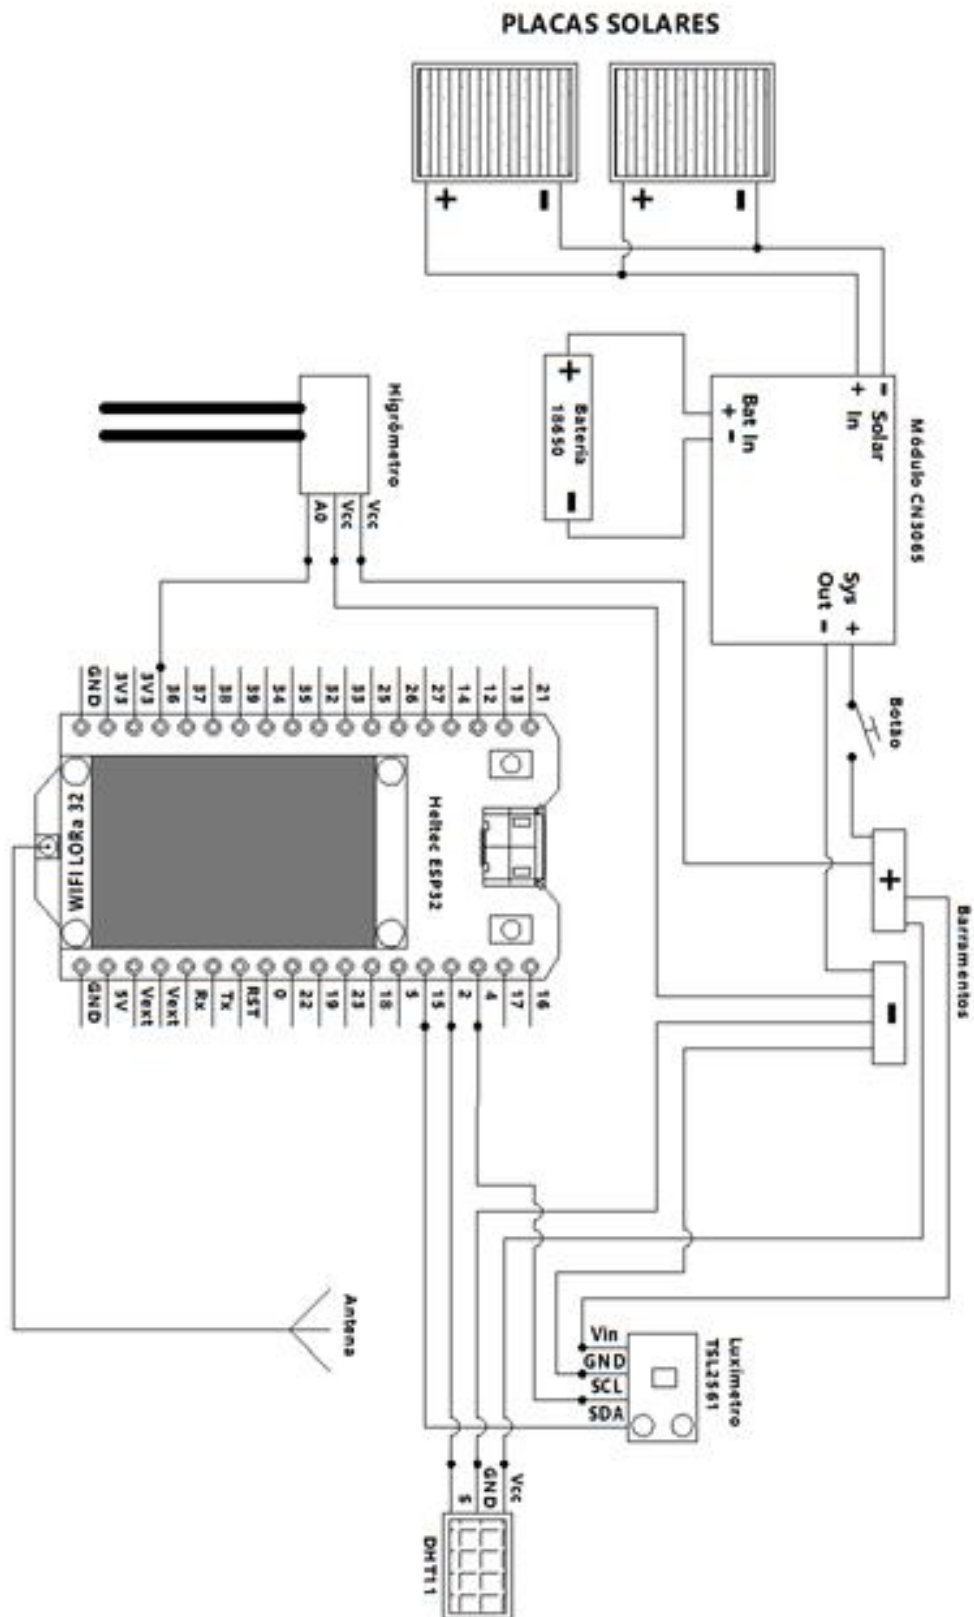 PLACAS SOLARES
+
-
+
-
- Solar
+ In
Bat In
+ -
Sys +
Out -
Módulo CN3065
+
Bateria
18650
-
Higrômetro
Vcc
Vcc
A0
Botão
+
-
Barramentos
GND
3V3
3V3
36
37
38
39
34
35
32
33
25
26
27
14
12
13
21
WIFI LORa 32
Heltec ESP32
GND
5V
Vext
Vext
Rx
Tx
RST
0
22
19
23
18
5
15
2
4
17
16
Antena
Vin
GND
SCL
SDA
Luxímetro
TSL2561
Vcc
GND
S
DHT11